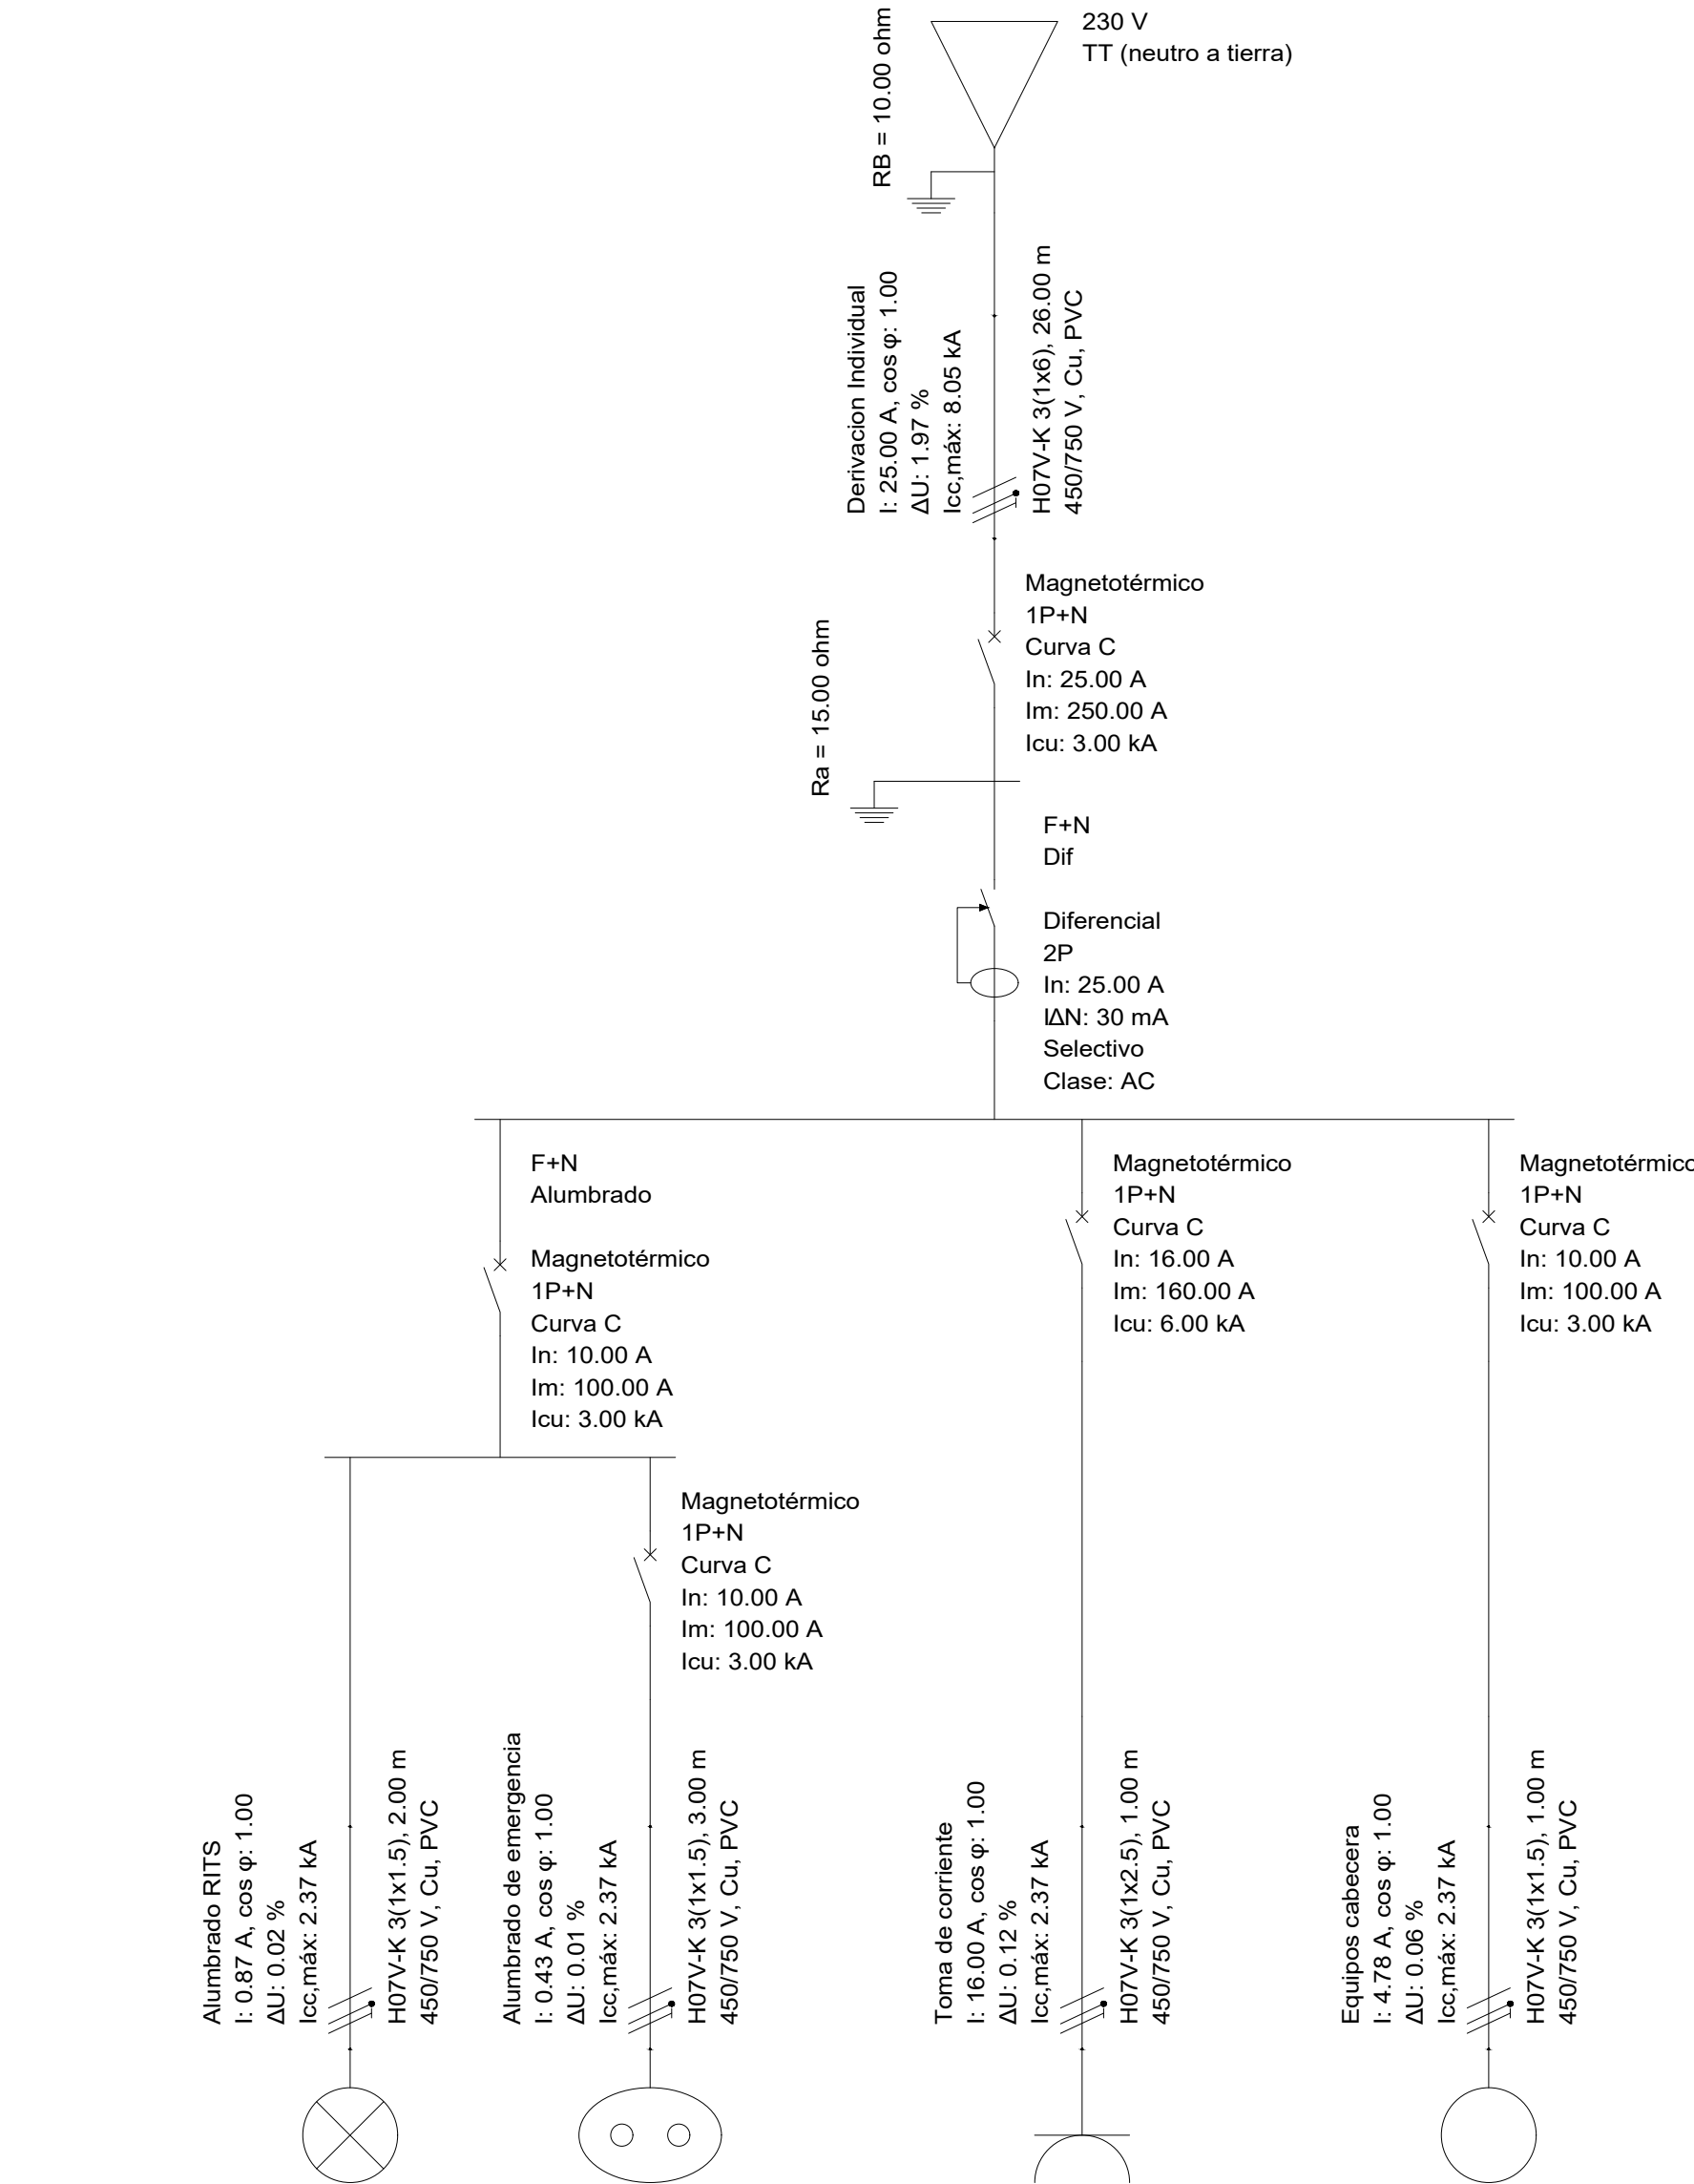 230 V
TT (neutro a tierra)
RB = 10.00 ohm
Derivacion Individual
I: 25.00 A, cos φ: 1.00
ΔU: 1.97 %
Icc,máx: 8.05 kA
H07V-K 3(1x6), 26.00 m
450/750 V, Cu, PVC
Magnetotérmico
1P+N
Curva C
In: 25.00 A
Im: 250.00 A
Icu: 3.00 kA
Ra = 15.00 ohm
F+N
Dif
Diferencial
2P
In: 25.00 A
IΔN: 30 mA
Selectivo
Clase: AC
F+N
Alumbrado
Magnetotérmico
1P+N
Curva C
In: 10.00 A
Im: 100.00 A
Icu: 3.00 kA
Magnetotérmico
1P+N
Curva C
In: 16.00 A
Im: 160.00 A
Icu: 6.00 kA
Magnetotérmico
1P+N
Curva C
In: 10.00 A
Im: 100.00 A
Icu: 3.00 kA
Magnetotérmico
1P+N
Curva C
In: 10.00 A
Im: 100.00 A
Icu: 3.00 kA
Alumbrado RITS
I: 0.87 A, cos φ: 1.00
ΔU: 0.02 %
Icc,máx: 2.37 kA
H07V-K 3(1x1.5), 2.00 m
450/750 V, Cu, PVC
Alumbrado de emergencia
I: 0.43 A, cos φ: 1.00
ΔU: 0.01 %
Icc,máx: 2.37 kA
H07V-K 3(1x1.5), 3.00 m
450/750 V, Cu, PVC
Toma de corriente
I: 16.00 A, cos φ: 1.00
ΔU: 0.12 %
Icc,máx: 2.37 kA
H07V-K 3(1x2.5), 1.00 m
450/750 V, Cu, PVC
Equipos cabecera
I: 4.78 A, cos φ: 1.00
ΔU: 0.06 %
Icc,máx: 2.37 kA
H07V-K 3(1x1.5), 1.00 m
450/750 V, Cu, PVC